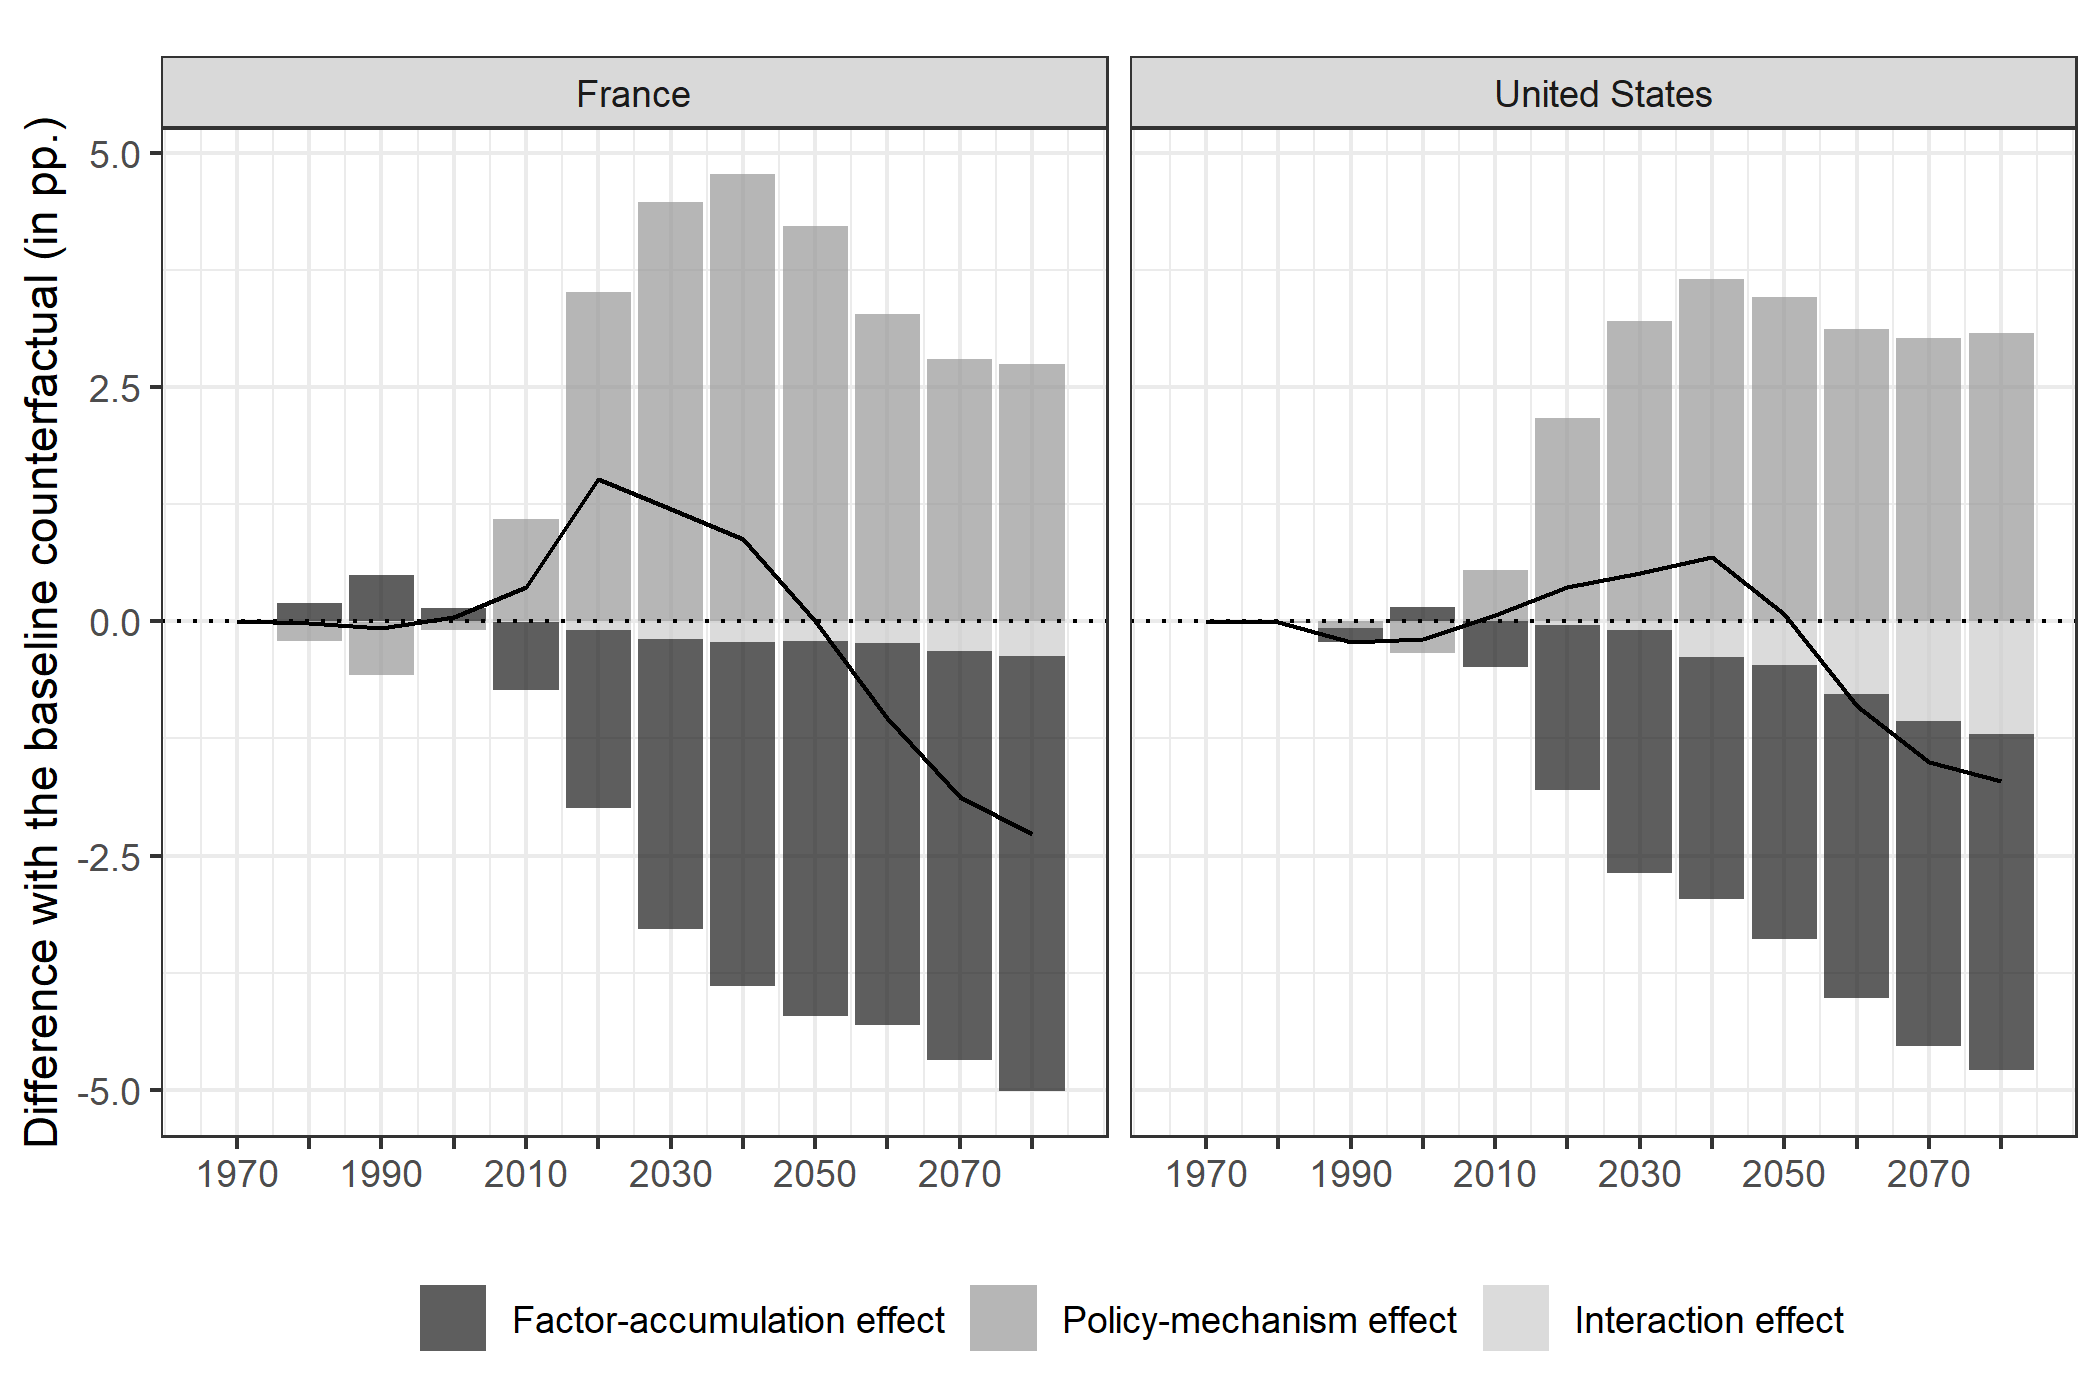 France
United States
Difference with the baseline counterfactual (in pp.)
5.0
2.5
0.0
-2.5
-5.0
1970 1990 2010 2030 2050 2070
1970 1990 2010 2030 2050 2070
Factor-accumulation effect Policy-mechanism effect Interaction effect